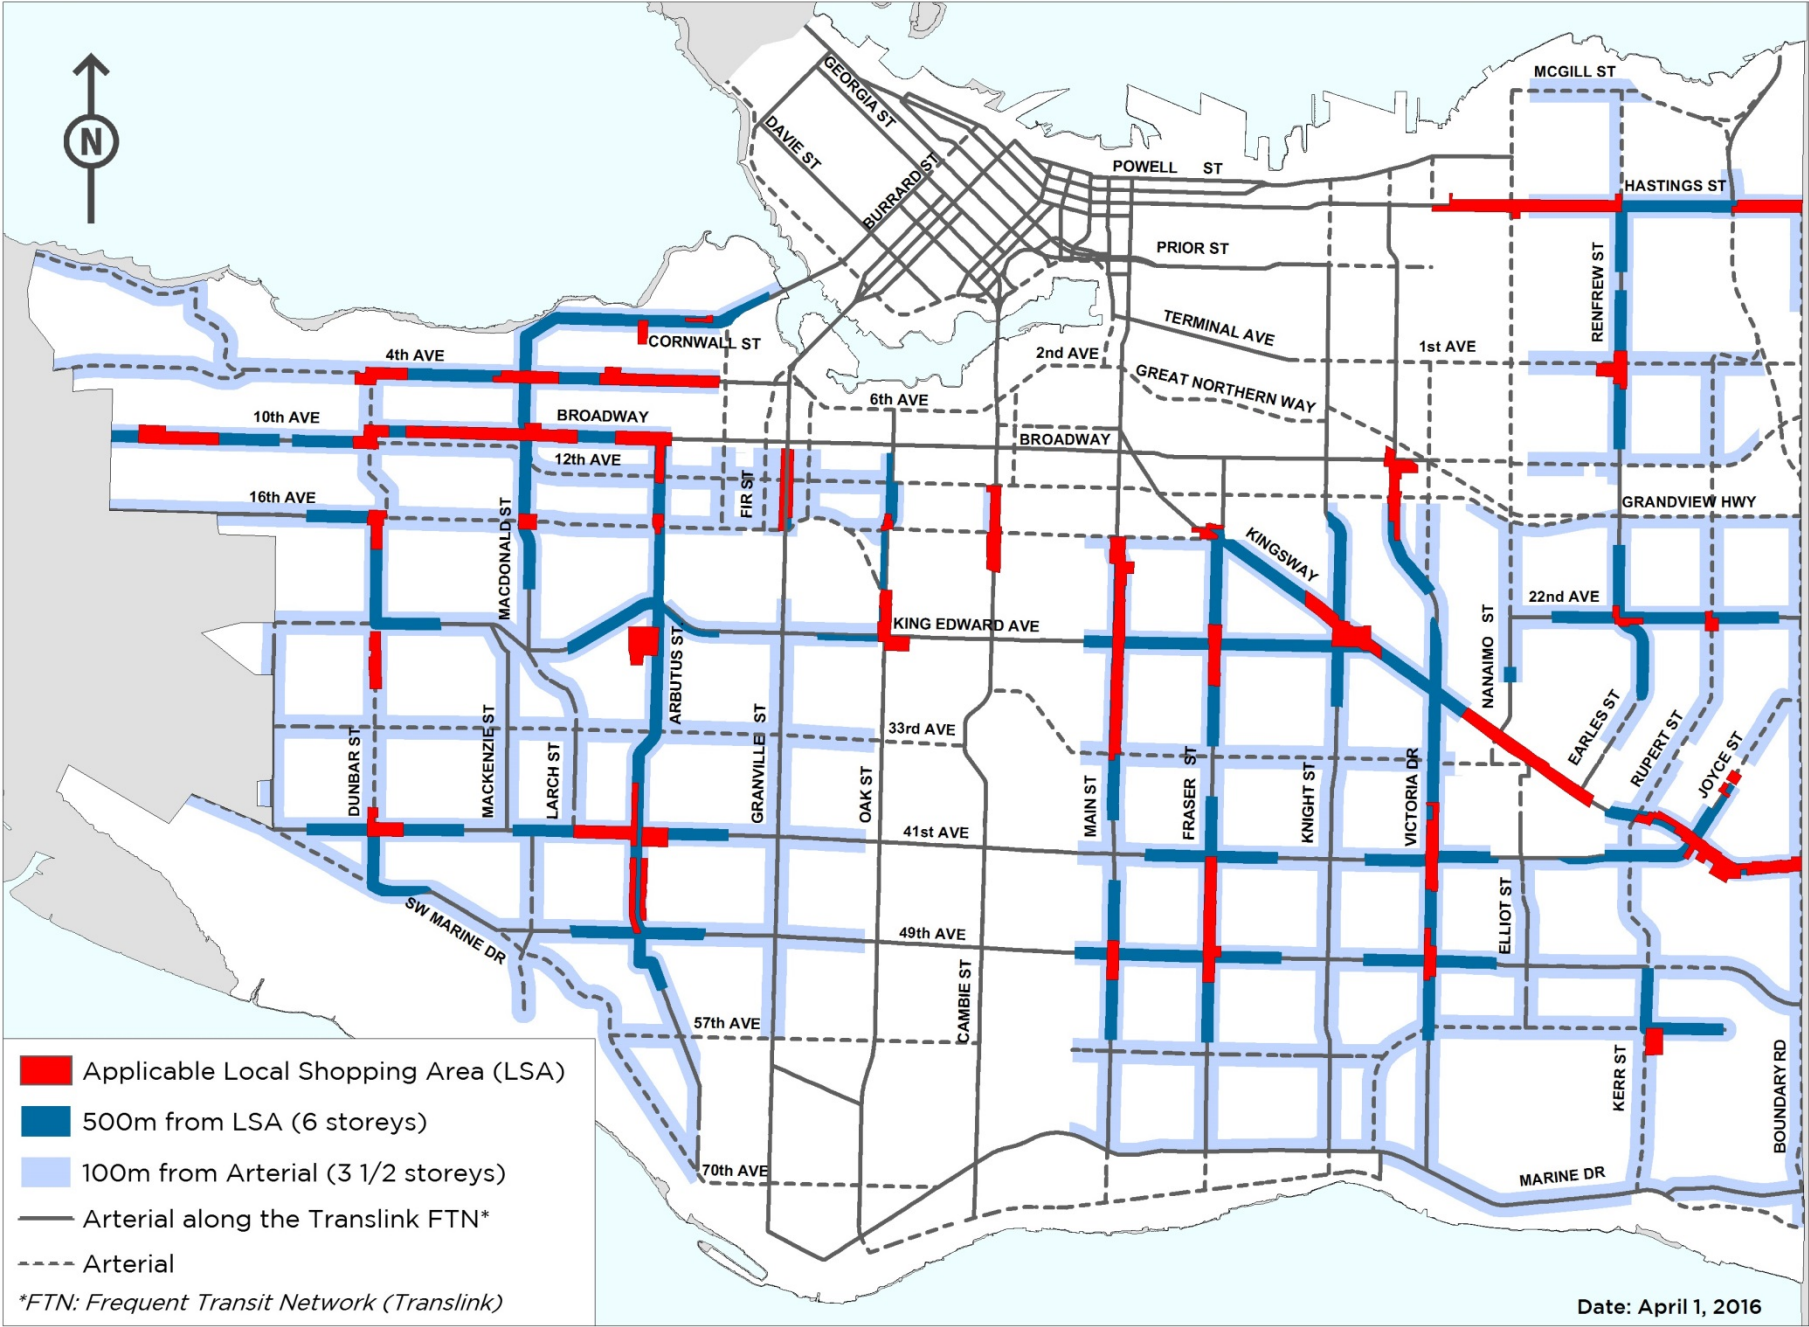 MCGILL ST
GEORGIA ST
DAVIE ST
BURRARD ST
POWELL ST
HASTINGS ST
PRIOR ST
RENFREW ST
TERMINAL AVE
CORNWALL ST
4th AVE
2nd AVE
1st AVE
GREAT NORTHERN WAY
6th AVE
10th AVE
BROADWAY
BROADWAY
12th AVE
FIR ST
16th AVE
GRANDVIEW HWY
MACDONALD ST
KINGSWAY
22nd AVE
NANAIMO ST
KING EDWARD AVE
ARBUTUS ST
EARLES ST
RUPERT ST
JOYCE ST
33rd AVE
DUNBAR ST
MACKENZIE ST
LARCH ST
GRANVILLE ST
OAK ST
MAIN ST
FRASER ST
KNIGHT ST
VICTORIA DR
41st AVE
ELLIOT ST
SW MARINE DR
49th AVE
CAMBIE ST
57th AVE
KERR ST
BOUNDARY RD
70th AVE
MARINE DR
N
Applicable Local Shopping Area (LSA)
500m from LSA (6 storeys)
100m from Arterial (3 1/2 storeys)
Arterial along the Translink FTN*
Arterial
*FTN: Frequent Transit Network (Translink)
Date: April 1, 2016